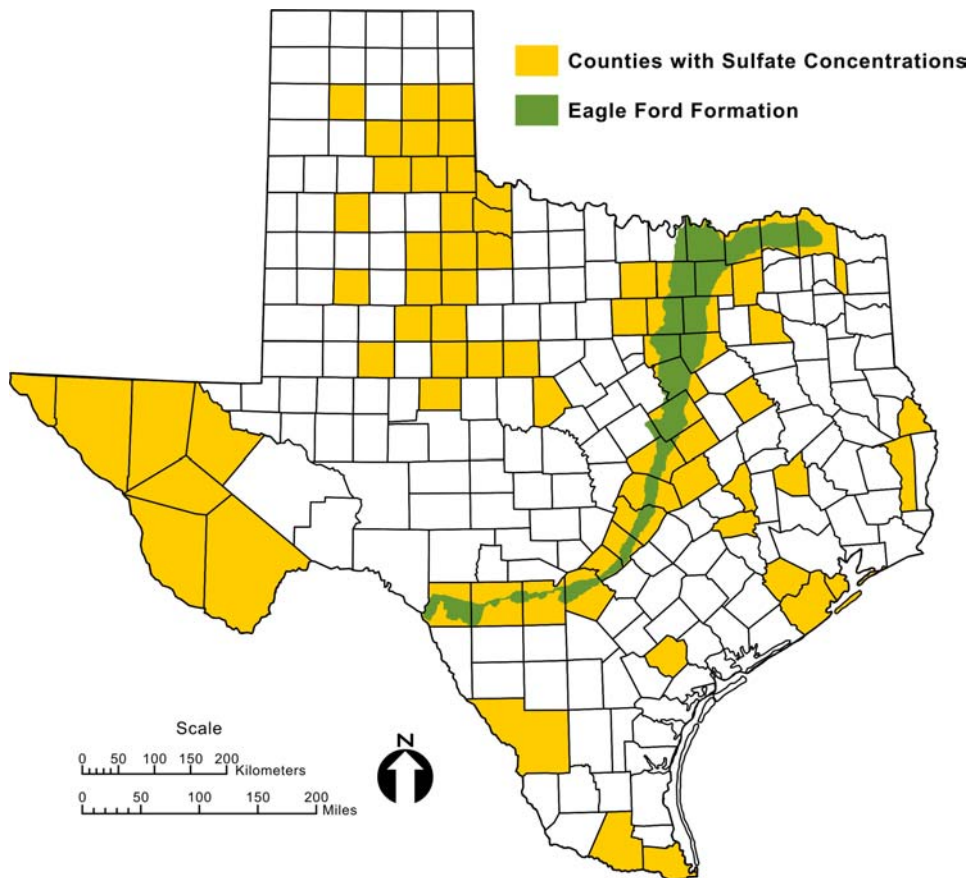 Counties with Sulfate Concentrations
Eagle Ford Formation
Scale
N
0 50 100 150 200
Kilometers
0 50 100 150 200
Miles